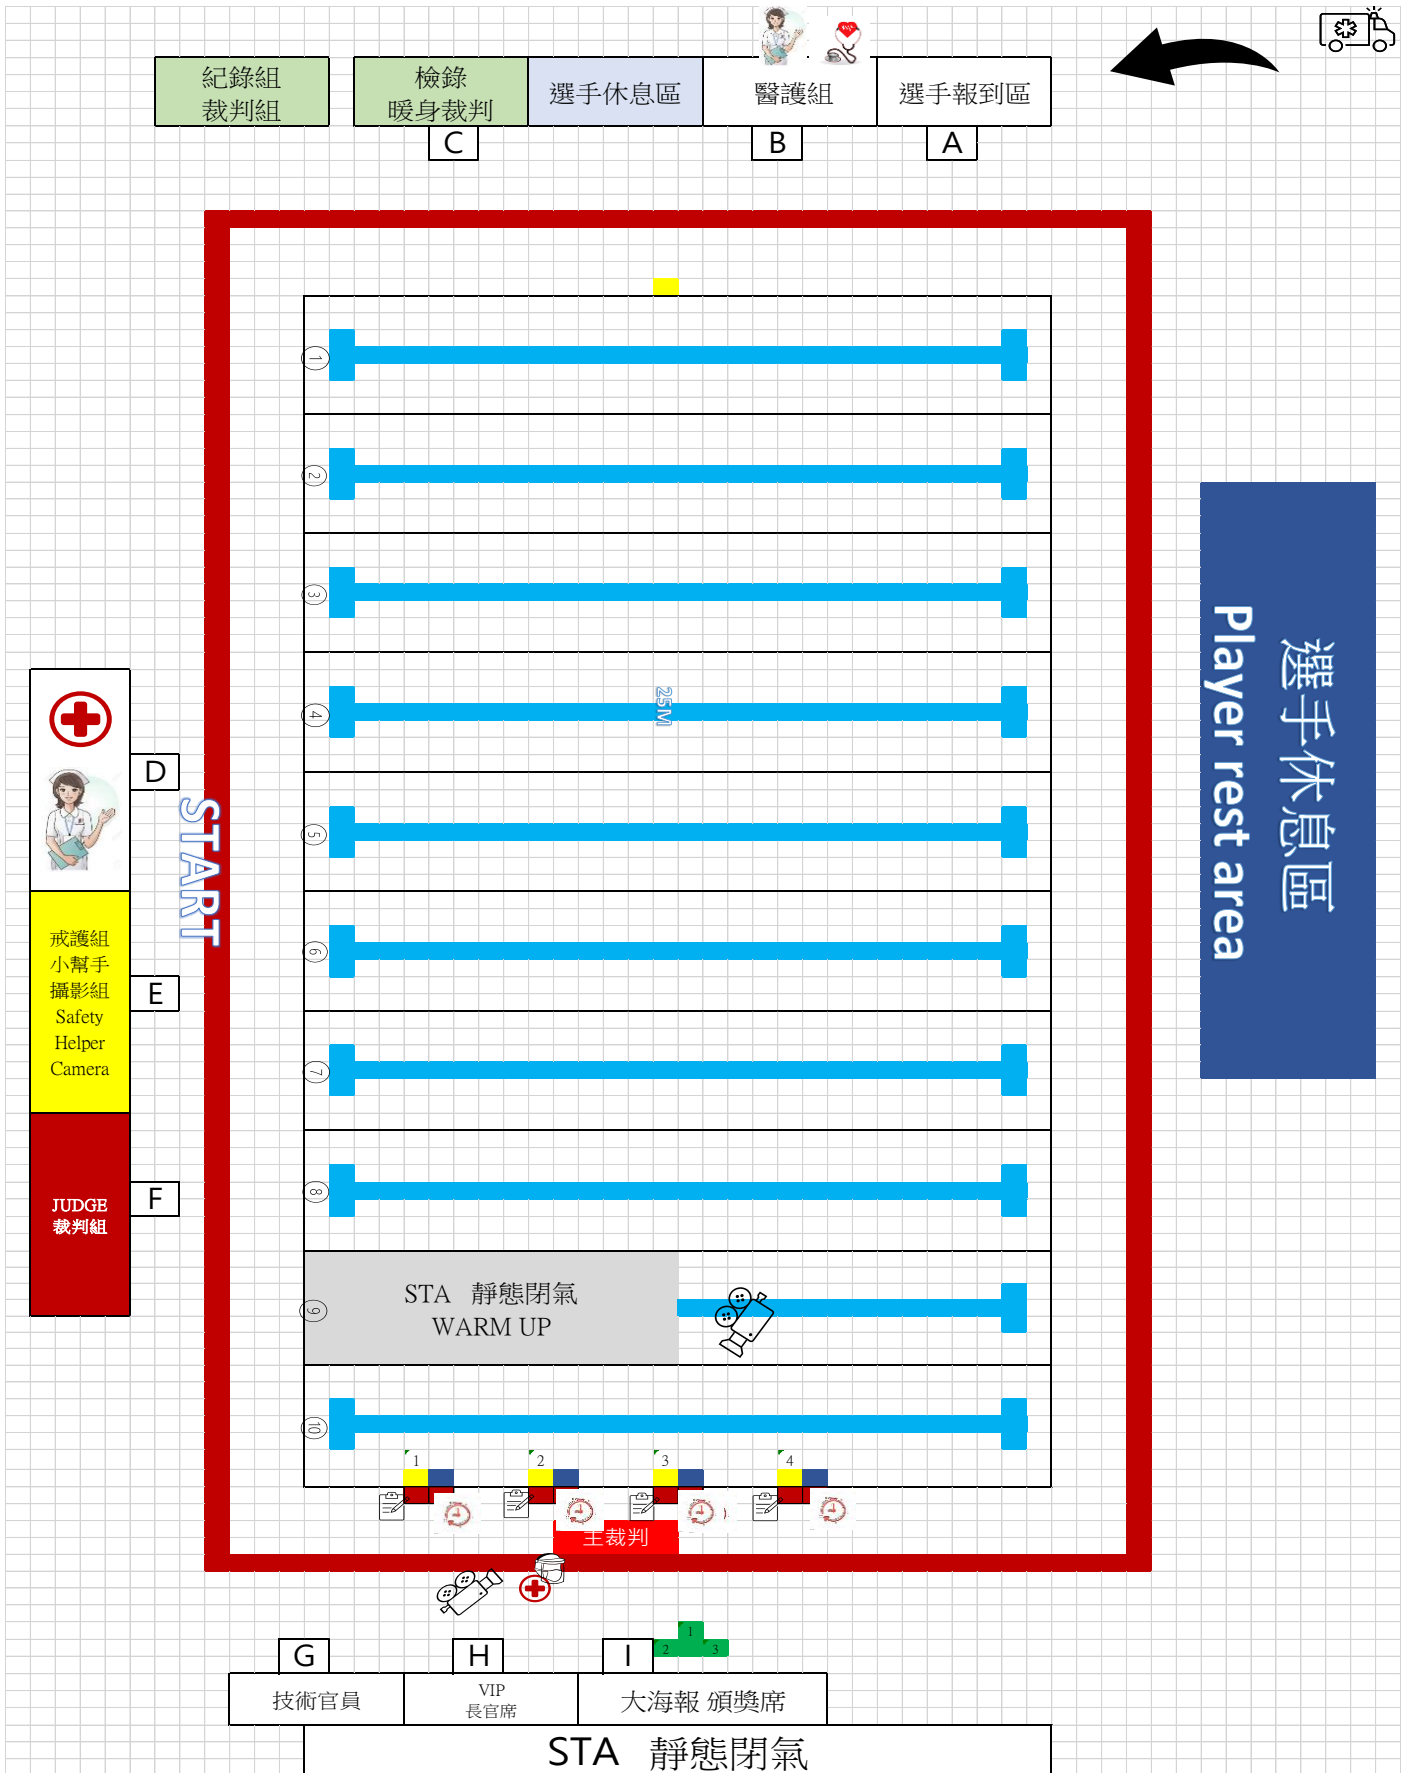 紀錄組
裁判組
檢錄
暖身裁判
選手休息區
醫護組
選手報到區
C
B
A
1
2
3
25M
4
5
6
7
8
9
10
選手休息區
Player rest area
D
START
戒護組
小幫手
攝影組
Safety
Helper
Camera
E
JUDGE
裁判組
F
STA 靜態閉氣
WARM UP
1
2
3
4
主裁判
1
2
3
G
H
I
技術官員
VIP
長官席
大海報 頒獎席
STA 靜態閉氣